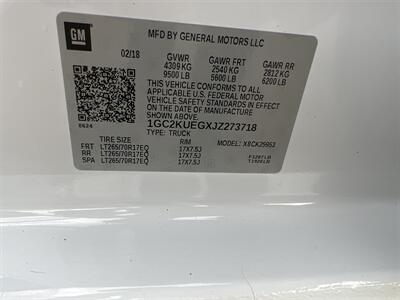 GM
MFD BY GENERAL MOTORS LLC
02/18 GVWR GAWR FRT GAWR RR
4309 KG 2540 KG 2812 KG
9500 LB 5600 LB 6200 LB
THIS VEHICLE CONFORMS TO ALL APPLICABLE U.S. FEDERAL MOTOR
VEHICLE SAFETY STANDARDS IN EFFECT ON THE DATE OF MANUFACTURE
SHOWN ABOVE.
1GC2KUEGXJZ273718
8624 TYPE: TRUCK MODEL: X8CK25953
TIRE SIZE RIM
FRT LT265/70R17EQ 17X7.5J
RR LT265/70R17EQ 17X7.5J
SPA LT265/70R17EQ 17X7.5J